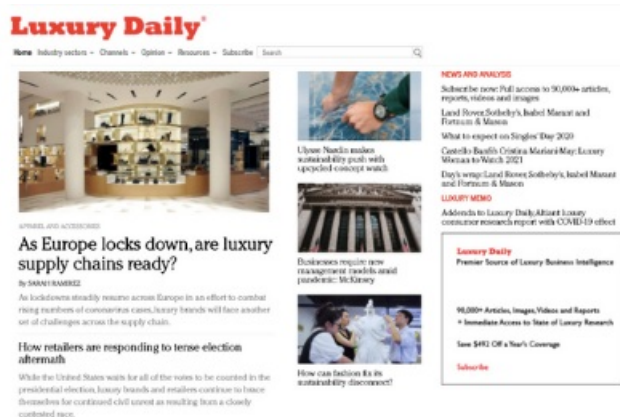 Luxury Daily®
Home Industry sectors Channels Opinion Resources Subscribe Search
APPAREL AND ACCESSORIES
As Europe locks down, are luxury
supply chains ready?
By SARAH RAMIREZ
As lockdowns steadily resume across Europe in an effort to combat
rising numbers of coronavirus cases, luxury brands will face another
set of challenges across the supply chain.
How retailers are responding to tense election
aftermath
While the United States waits for all of the votes to be counted in the
presidential election, luxury brands and retailers continue to brace
themselves for continued civil unrest as resulting from a closely
contested race.
Ulysse Nardin makes
sustainability push with
upcycled concept watch
Businesses require new
management models amid
pandemic: McKinsey
How can fashion fix its
sustainability disconnect?
NEWS AND ANALYSIS
Subscribe now: Full access to 90,000+ articles,
reports, videos and images
Land Rover, Sotheby's, Isabel Marant and
Fortnum & Mason
What to expect on Singles' Day 2020
Castello Banfi's Cristina Mariani-May: Luxury
Woman to Watch 2021
Day's wrap: Land Rover, Sotheby's, Isabel Marant
and Fortnum & Mason
LUXURY MEMO
Addenda to Luxury Daily, Altiant luxury
consumer research report with COVID-19 effect
Luxury Daily
Premier Source of Luxury Business Intelligence
90,000+ Articles, Images, Videos and Reports
+ Immediate Access to State of Luxury Research
Save $492 Off a Year's Coverage
Subscribe